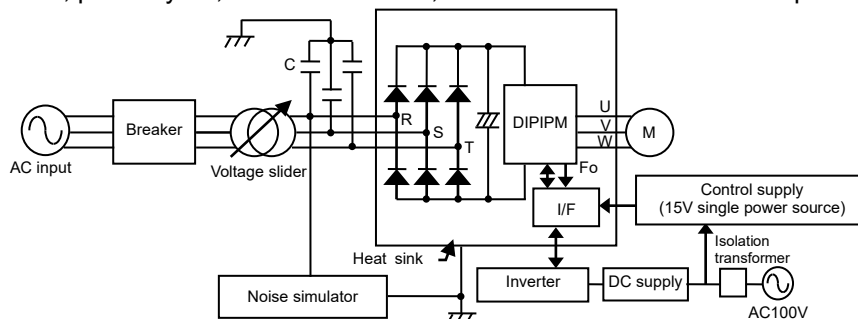 C
R
S
T
AC input
Breaker
Voltage slider
DIPIPM
U
V
W
M
Fo
I/F
Control supply
(15V single power source)
Isolation
transformer
Heat sink
Noise simulator
Inverter
DC supply
AC100V